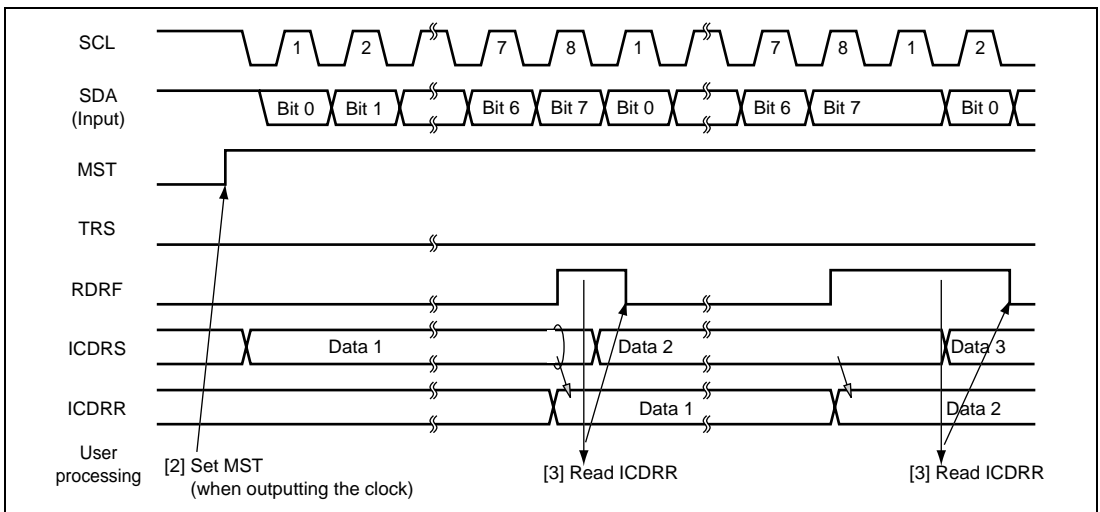 SCL 1 2 7 8 1 7 8 1 2
SDA
(Input)
Bit 0 Bit 1 Bit 6 Bit 7 Bit 0 Bit 6 Bit 7 Bit 0
MST
TRS
RDRF
ICDRS Data 1 Data 2 Data 3
ICDRR Data 1 Data 2
User
processing
[2] Set MST
(when outputting the clock)
[3] Read ICDRR [3] Read ICDRR